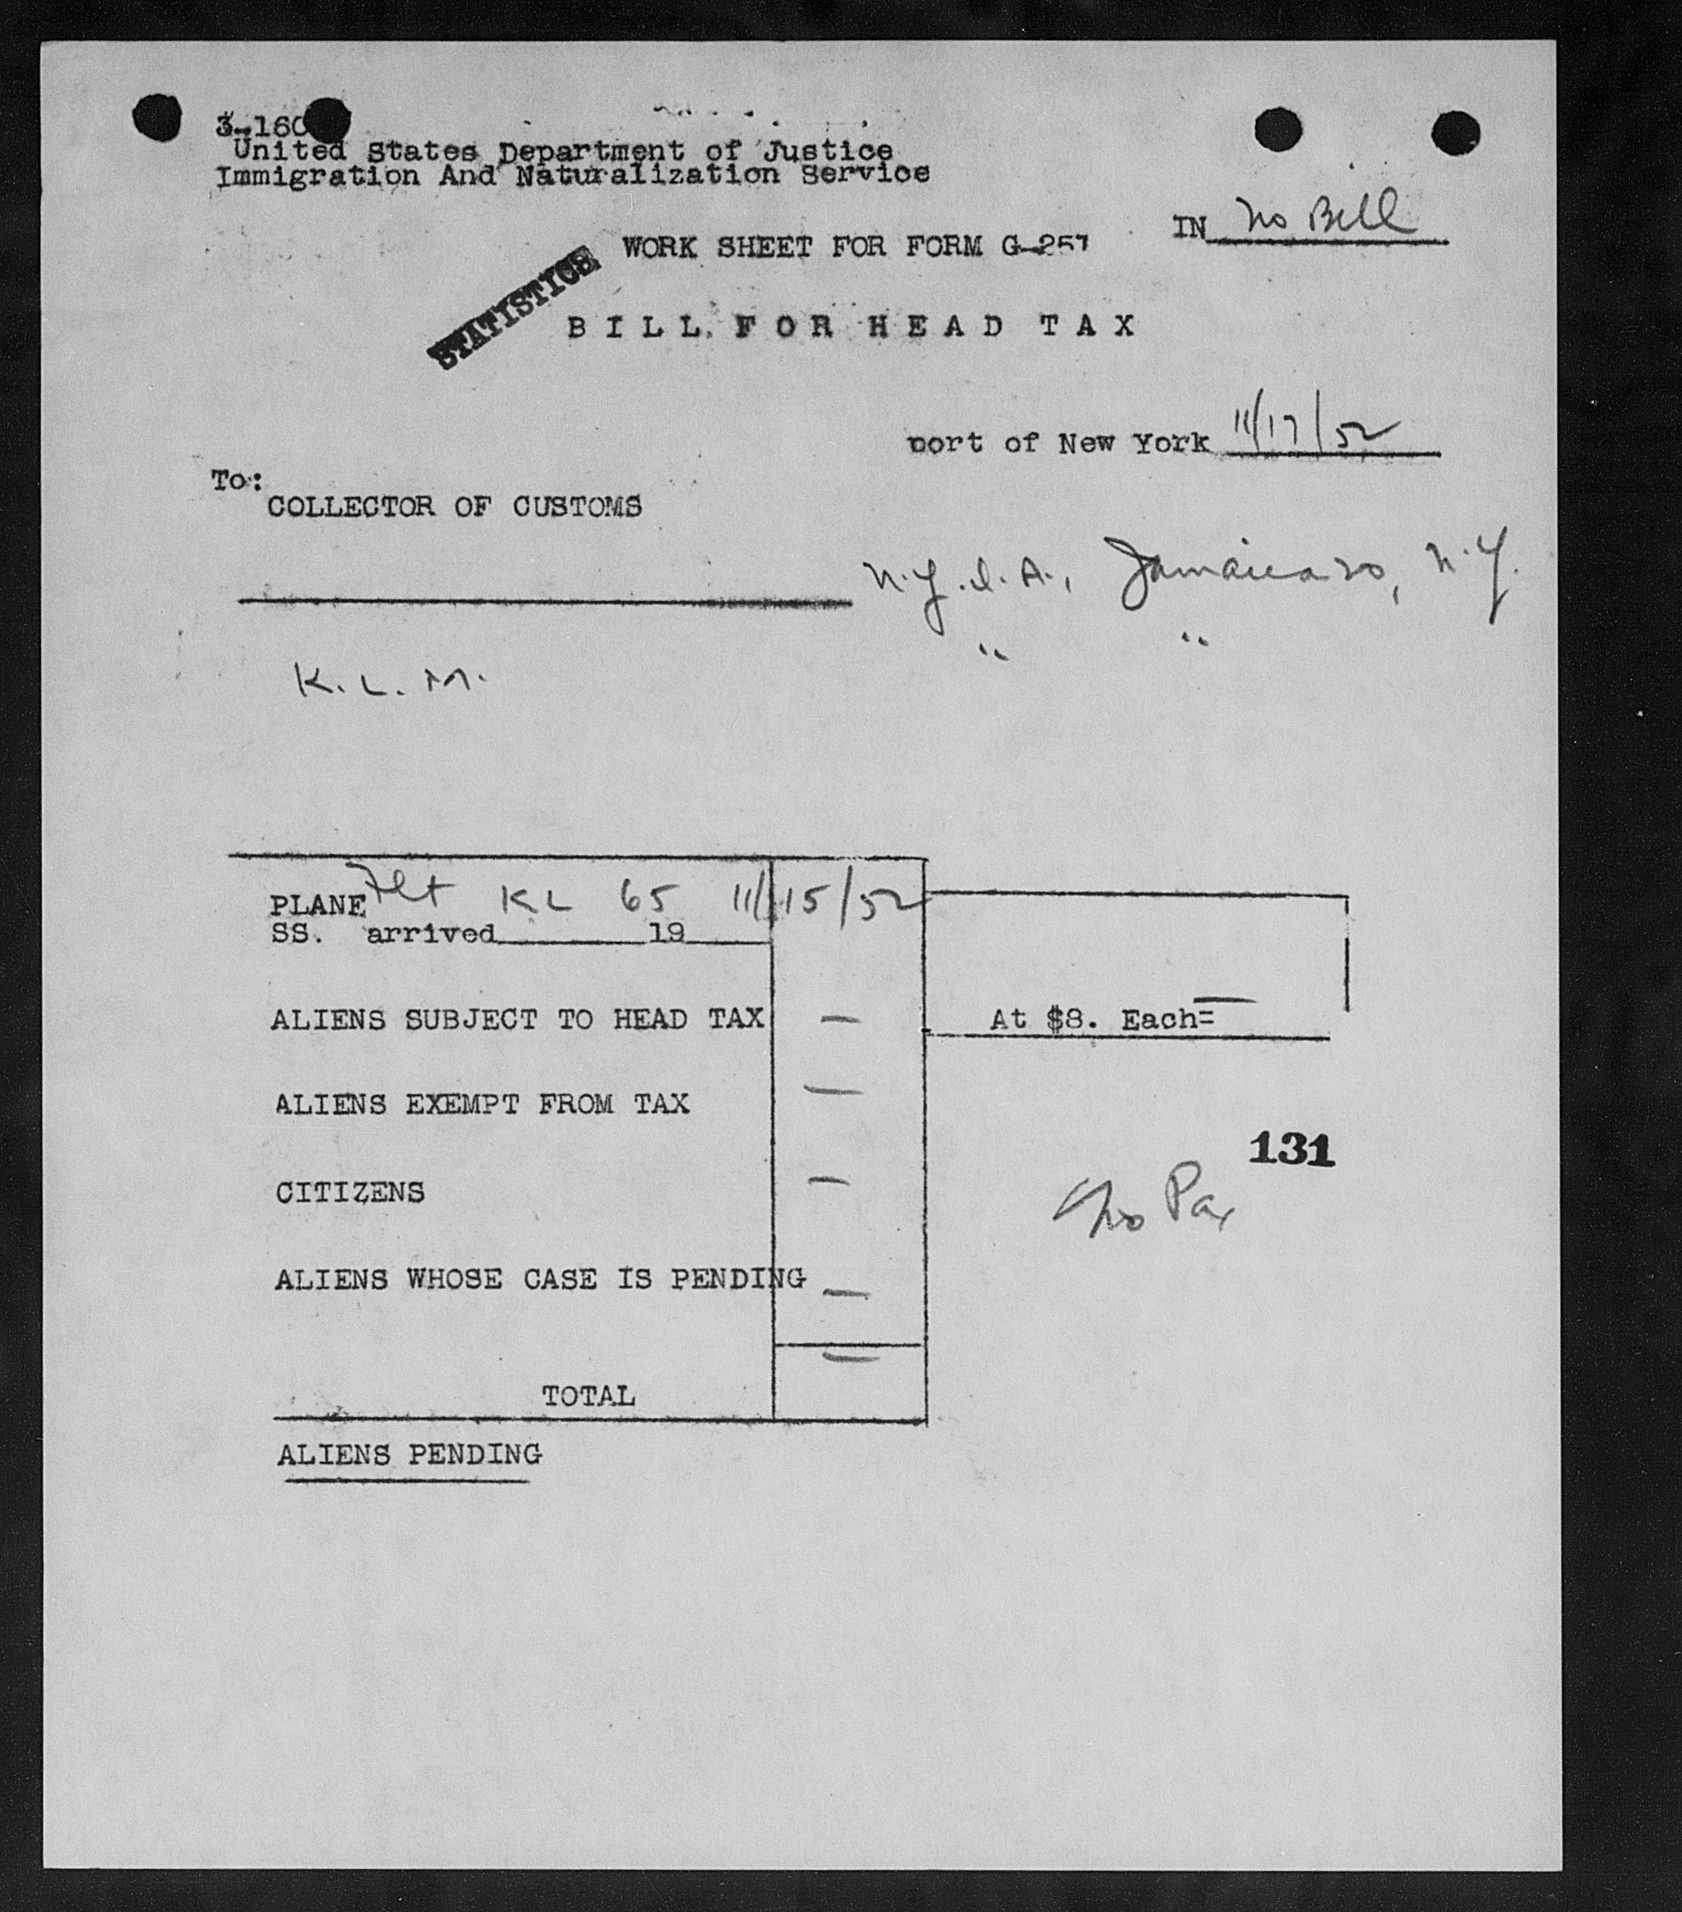 3-160
United States Department of Justice
Immigration And Naturalization Service
IN No Bill
WORK SHEET FOR FORM G-257
STATISTICS
BILL FOR HEAD TAX
port of New York 11/17/52
To:
COLLECTOR OF CUSTOMS
N.Y.I.A., Jamaica 20, N.Y.
" "
K.L.M.
PLANE Flt KL 65 11/15/52
SS. arrived 19
ALIENS SUBJECT TO HEAD TAX — At $8. Each= —
ALIENS EXEMPT FROM TAX —
131
CITIZENS —
No Pax
ALIENS WHOSE CASE IS PENDING —
—
TOTAL
ALIENS PENDING